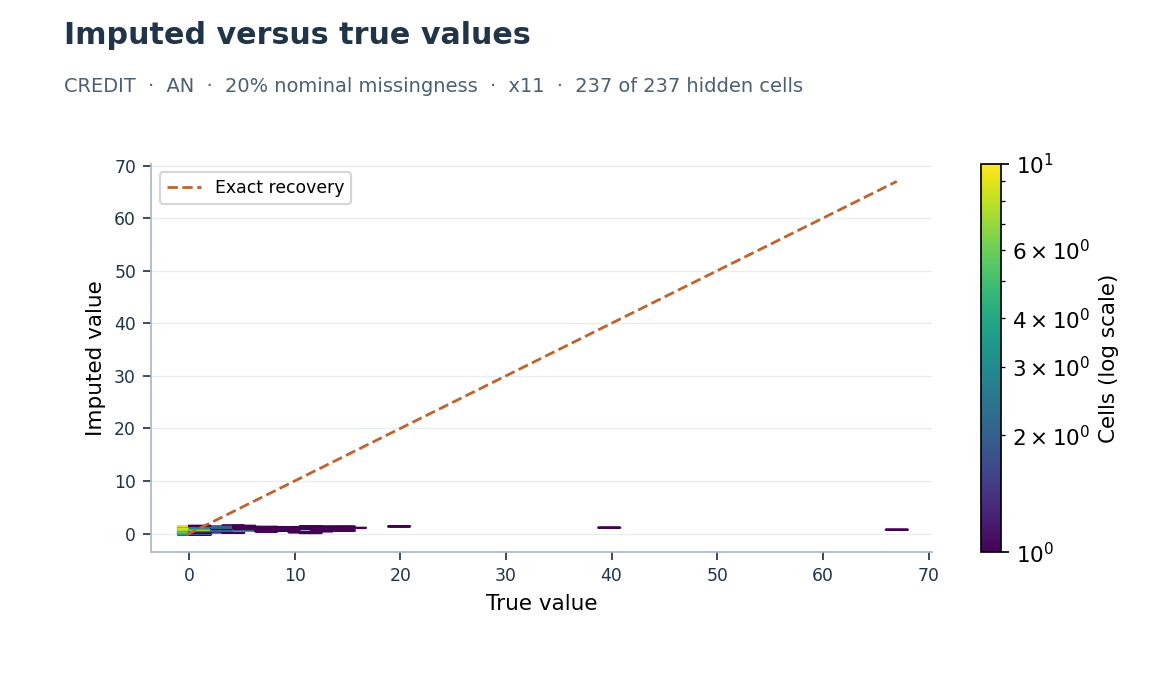 Imputed versus true values
CREDIT · AN · 20% nominal missingness · x11 · 237 of 237 hidden cells
Exact recovery
Imputed value
70
60
50
40
30
20
10
0
0 10 20 30 40 50 60 70
True value
10¹
6 × 10⁰
4 × 10⁰
3 × 10⁰
2 × 10⁰
10⁰
Cells (log scale)